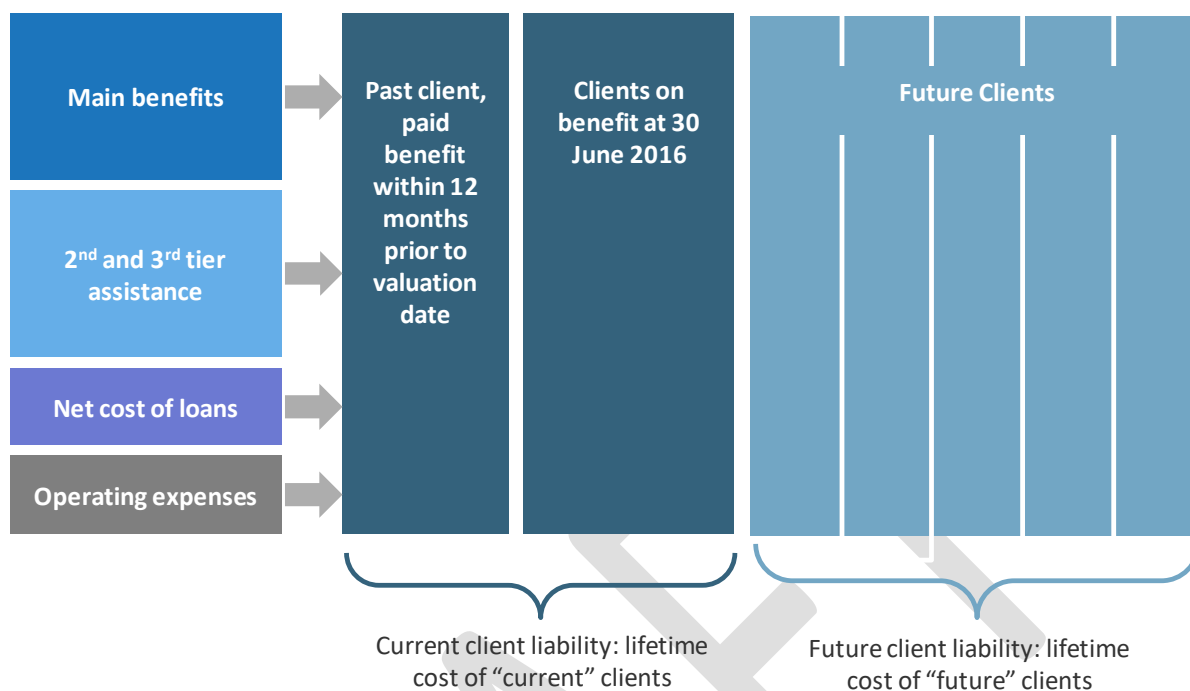 Main benefits
2nd and 3rd tier
assistance
Net cost of loans
Operating expenses
Past client,
paid
benefit
within 12
months
prior to
valuation
date
Clients on
benefit at 30
June 2016
Future Clients
Current client liability: lifetime
cost of “current” clients
Future client liability: lifetime
cost of “future” clients